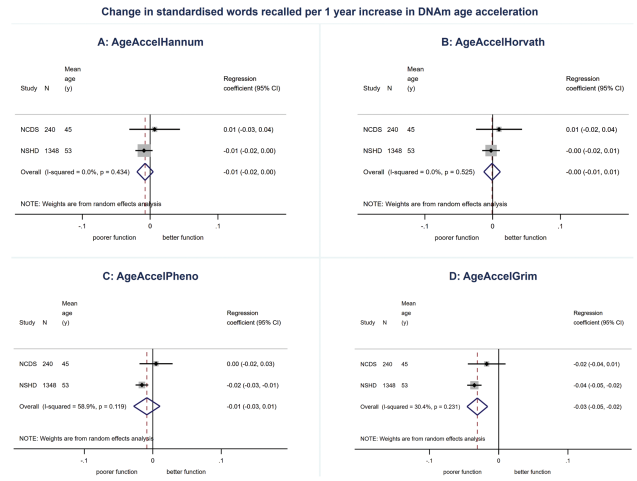 Change in standardised words recalled per 1 year increase in DNAm age acceleration
A: AgeAccelHannum
Mean
age
(y)
Regression
coefficient (95% CI)
Study N
NCDS 240 45 0.01 (-0.03, 0.04)
NSHD 1348 53 -0.01 (-0.02, 0.00)
Overall (I-squared = 0.0%, p = 0.434) -0.01 (-0.02, 0.00)
NOTE: Weights are from random effects analysis
-.1 0 .1
poorer function better function
B: AgeAccelHorvath
Mean
age
(y)
Regression
coefficient (95% CI)
Study N
NCDS 240 45 0.01 (-0.02, 0.04)
NSHD 1348 53 -0.00 (-0.02, 0.01)
Overall (I-squared = 0.0%, p = 0.525) -0.00 (-0.01, 0.01)
NOTE: Weights are from random effects analysis
-.1 0 .1
poorer function better function
C: AgeAccelPheno
Mean
age
(y)
Regression
coefficient (95% CI)
Study N
NCDS 240 45 0.00 (-0.02, 0.03)
NSHD 1348 53 -0.02 (-0.03, -0.01)
Overall (I-squared = 58.9%, p = 0.119) -0.01 (-0.03, 0.01)
NOTE: Weights are from random effects analysis
-.1 0 .1
poorer function better function
D: AgeAccelGrim
Mean
age
(y)
Regression
coefficient (95% CI)
Study N
NCDS 240 45 -0.02 (-0.04, 0.01)
NSHD 1348 53 -0.04 (-0.05, -0.02)
Overall (I-squared = 30.4%, p = 0.231) -0.03 (-0.05, -0.02)
NOTE: Weights are from random effects analysis
-.1 0 .1
poorer function better function